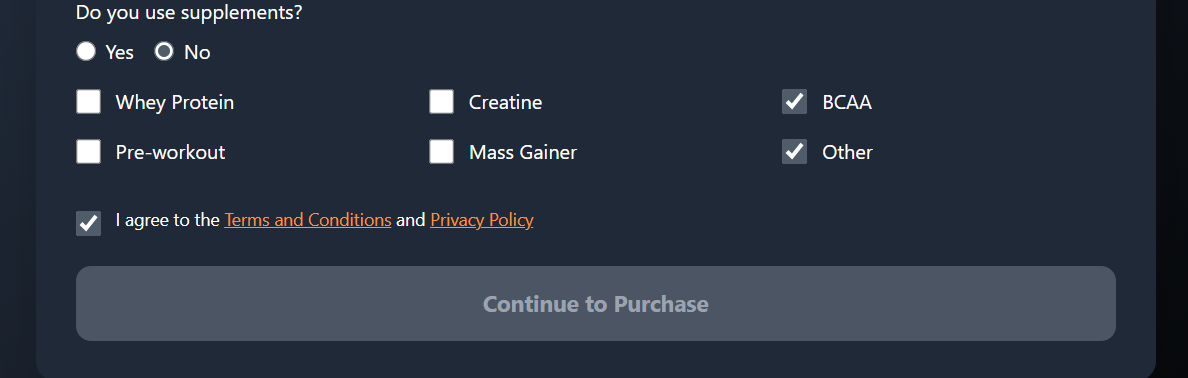 Do you use supplements?
Yes No
Whey Protein Creatine BCAA
Pre-workout Mass Gainer Other
I agree to the Terms and Conditions and Privacy Policy
Continue to Purchase